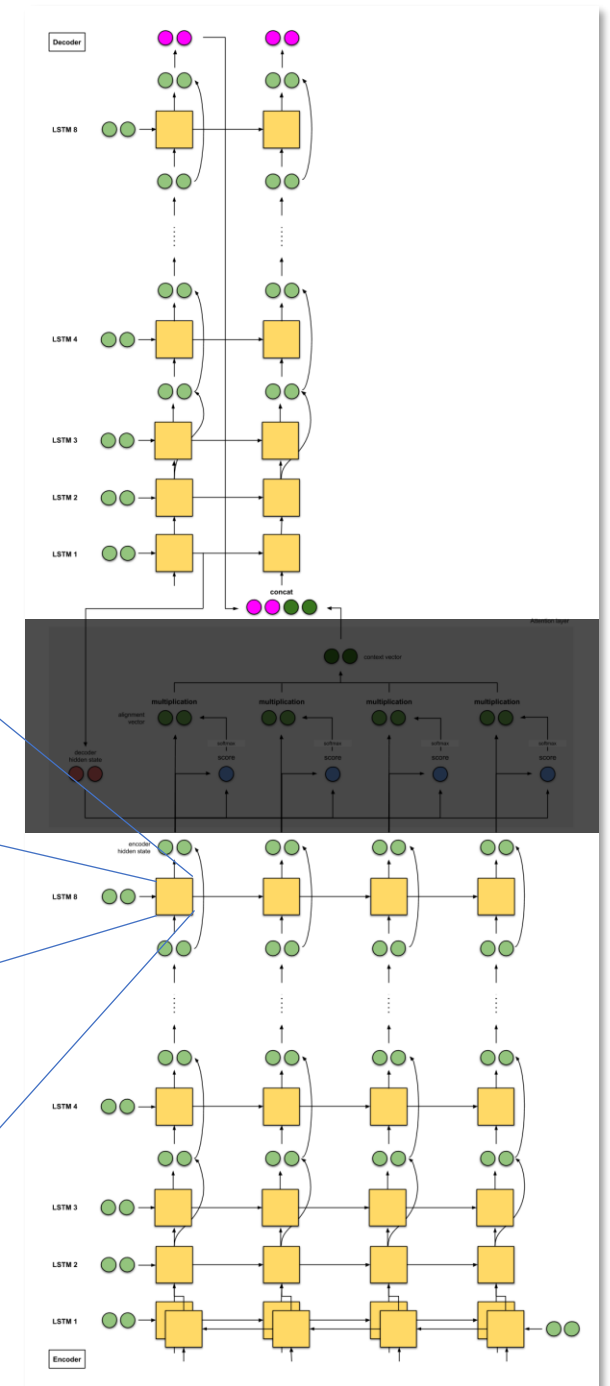 Decoder
LSTM 8
LSTM 4
LSTM 3
LSTM 2
LSTM 1
concat
Attention layer
context vector
multiplication multiplication multiplication multiplication
alignment
vector
softmax softmax softmax softmax
decoder
hidden state
score score score score
encoder
hidden state
LSTM 8
LSTM 4
LSTM 3
LSTM 2
LSTM 1
Encoder